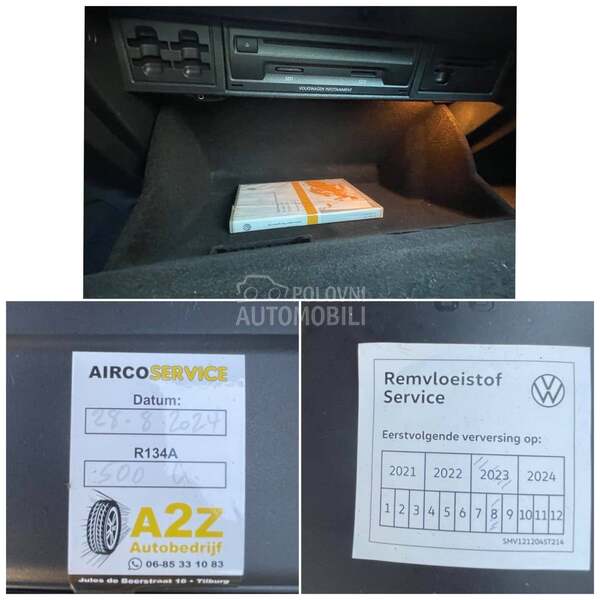 VOLKSWAGEN INFOTAINMENT
POLOVNI
AUTOMOBILI
AIRCOSERVICE
Datum:
28.8.2024
R134A
500 G.
A2Z
Autobedrijf
06-85 33 10 83
Jules de Beerstraat 16 - Tilburg
Remvloeistof
Service
Eerstvolgende verversing op:
2021 2022 2023 2024
1 2 3 4 5 6 7 8 9 10 11 12
SMV121204ST214